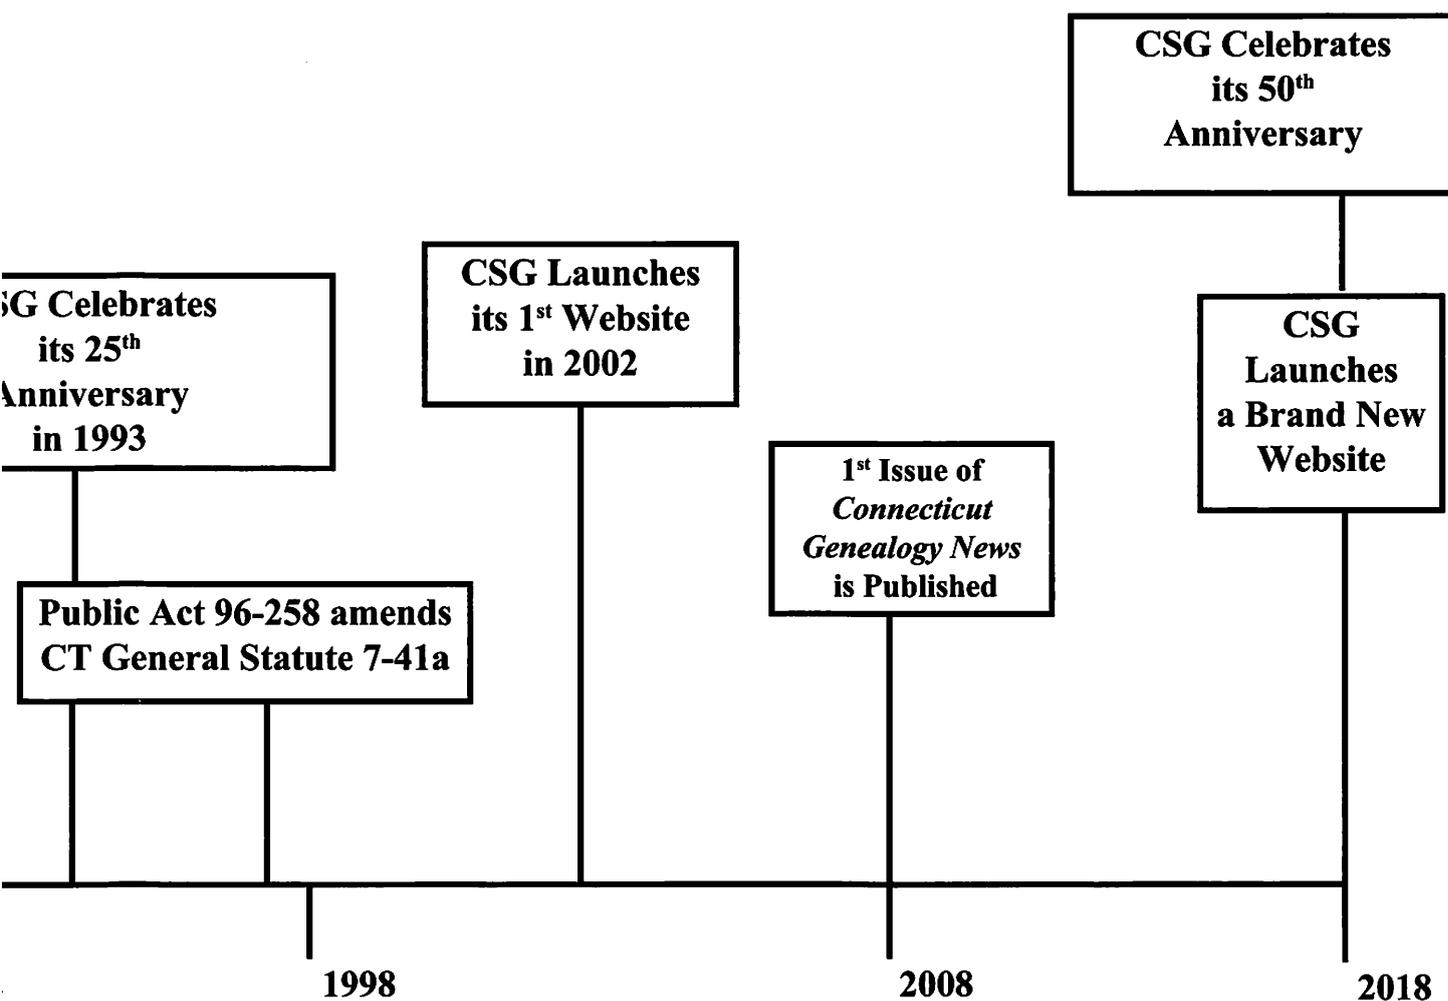 CSG Celebrates
its 50th
Anniversary
CSG Launches
its 1st Website
in 2002
SG Celebrates
its 25th
Anniversary
in 1993
CSG
Launches
a Brand New
Website
1st Issue of
Connecticut
Genealogy News
is Published
Public Act 96-258 amends
CT General Statute 7-41a
1998
2008
2018